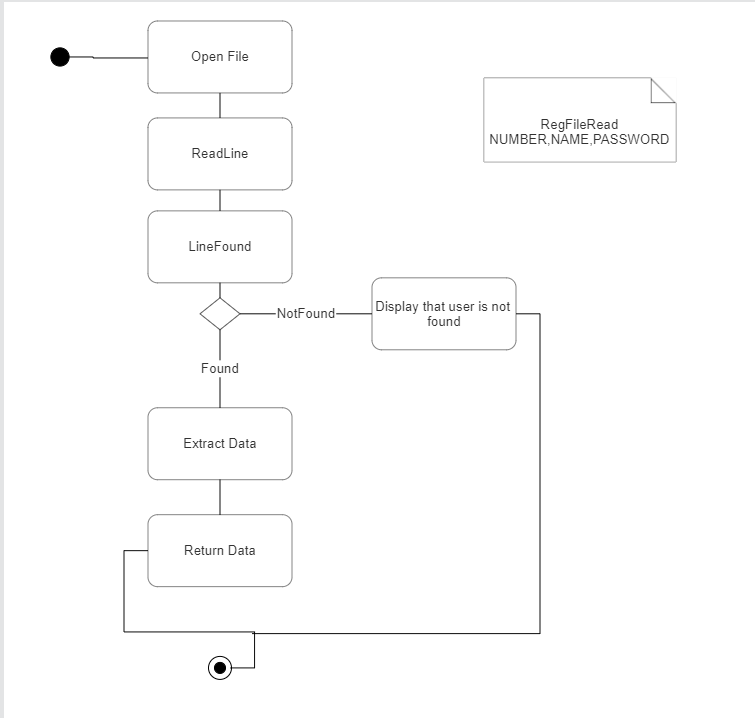 Open File
RegFileRead
NUMBER,NAME,PASSWORD
ReadLine
LineFound
NotFound
Display that user is not
found
Found
Extract Data
Return Data